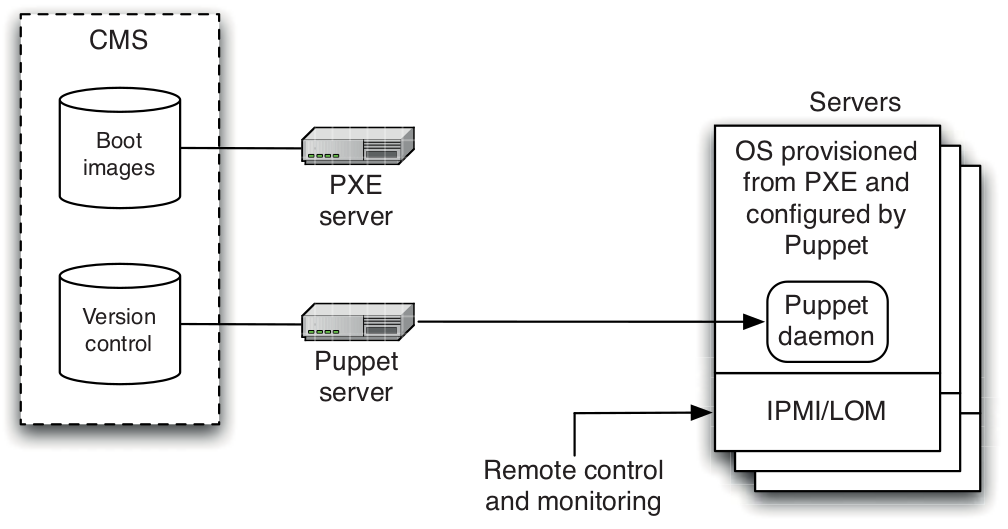 CMS
Boot
images
PXE
server
Version
control
Puppet
server
Servers
OS provisioned
from PXE and
configured by
Puppet
Puppet
daemon
IPMI/LOM
Remote control
and monitoring